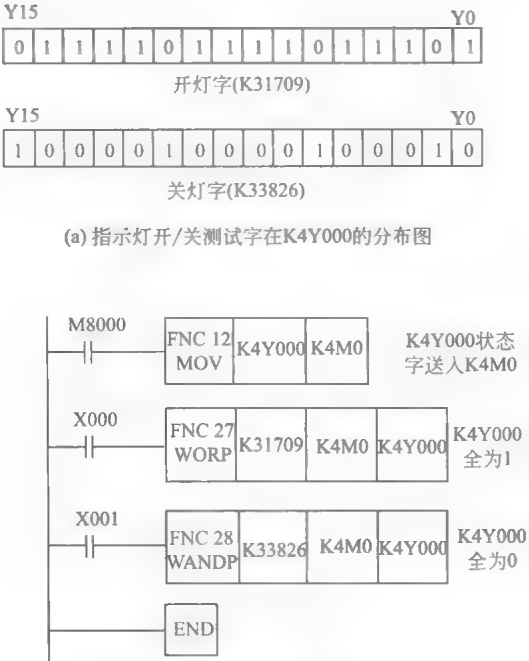 Y15 Y0
0 1 1 1 1 0 1 1 1 1 0 1 1 1 0 1
开灯字(K31709)
Y15 Y0
1 0 0 0 0 1 0 0 0 0 1 0 0 0 1 0
关灯字(K33826)
(a) 指示灯开/关测试字在K4Y000的分布图
M8000
FNC 12
MOV
K4Y000
K4M0
K4Y000状态
字送入K4M0
X000
FNC 27
WORP
K31709
K4M0
K4Y000
K4Y000
全为1
X001
FNC 28
WANDP
K33826
K4M0
K4Y000
K4Y000
全为0
END